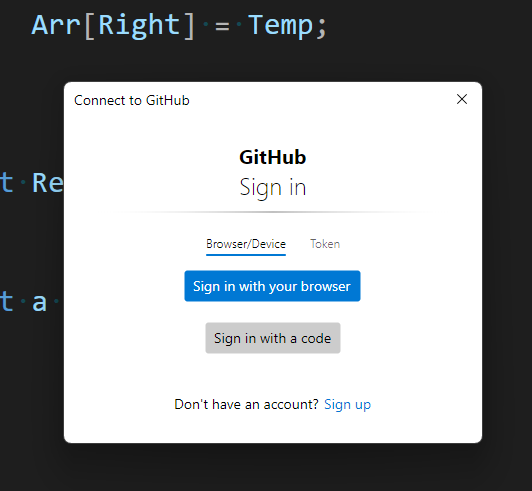 Arr[Right] = Temp;
Connect to GitHub
GitHub
Sign in
t Re
Browser/Device Token
Sign in with your browser
t a
Sign in with a code
Don't have an account? Sign up